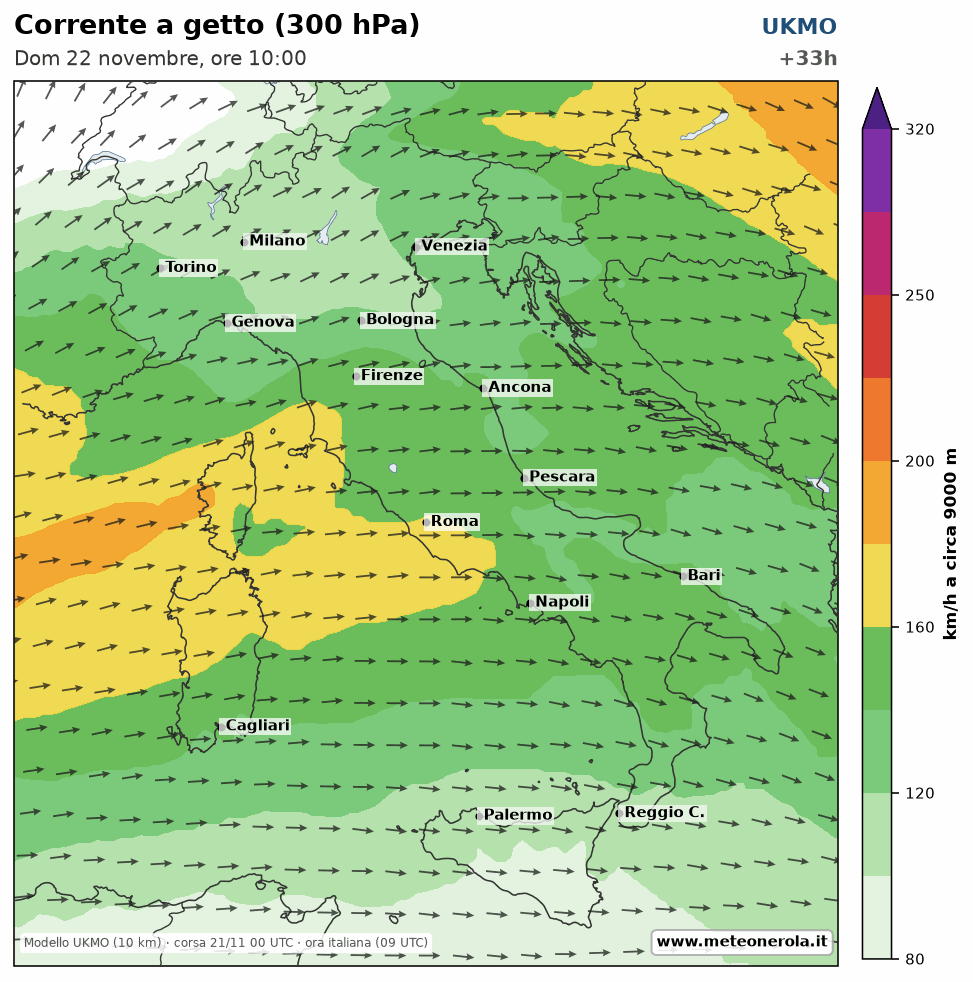 Corrente a getto (300 hPa)
UKMO
Dom 22 novembre, ore 10:00
+33h
Milano
Venezia
Torino
Genova
Bologna
Firenze
Ancona
Pescara
Roma
Bari
Napoli
Cagliari
Palermo
Reggio C.
320
250
200
160
120
80
km/h a circa 9000 m
Modello UKMO (10 km) · corsa 21/11 00 UTC · ora italiana (09 UTC)
www.meteonerola.it